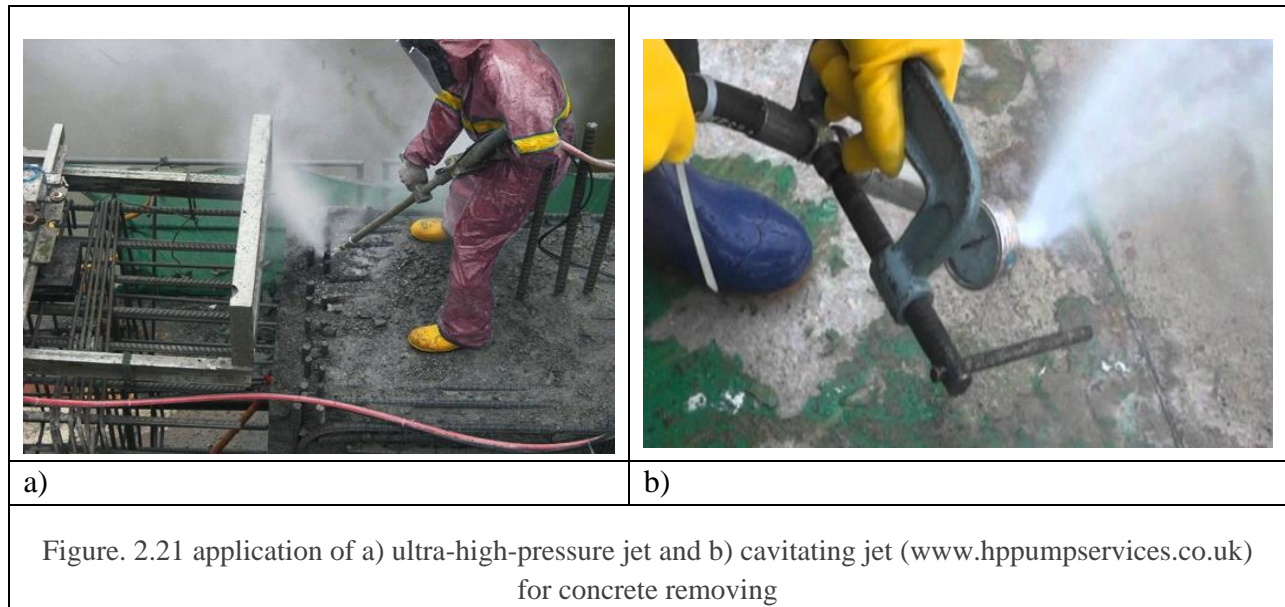 a)
b)
Figure. 2.21 application of a) ultra-high-pressure jet and b) cavitating jet (www.hppumpservices.co.uk)
for concrete removing